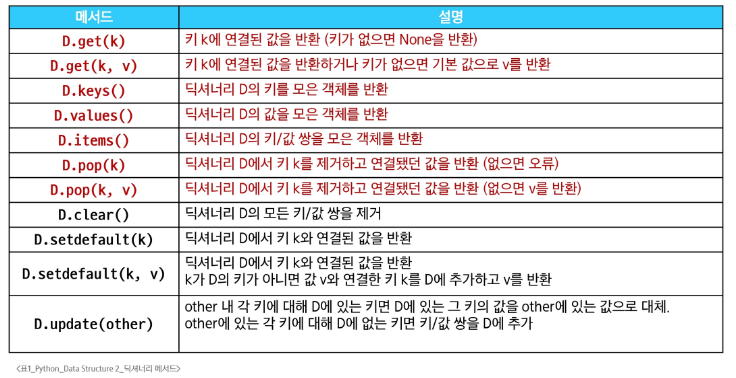 메서드 설명
D.get(k) 키 k에 연결된 값을 반환 (키가 없으면 None을 반환)
D.get(k, v) 키 k에 연결된 값을 반환하거나 키가 없으면 기본 값으로 v를 반환
D.keys() 딕셔너리 D의 키를 모은 객체를 반환
D.values() 딕셔너리 D의 값을 모은 객체를 반환
D.items() 딕셔너리 D의 키/값 쌍을 모은 객체를 반환
D.pop(k) 딕셔너리 D에서 키 k를 제거하고 연결됐던 값을 반환 (없으면 오류)
D.pop(k, v) 딕셔너리 D에서 키 k를 제거하고 연결됐던 값을 반환 (없으면 v를 반환)
D.clear() 딕셔너리 D의 모든 키/값 쌍을 제거
D.setdefault(k) 딕셔너리 D에서 키 k와 연결된 값을 반환
D.setdefault(k, v) 딕셔너리 D에서 키 k와 연결된 값을 반환
k가 D의 키가 아니면 값 v와 연결한 키 k를 D에 추가하고 v를 반환
D.update(other) other 내 각 키에 대해 D에 있는 키면 D에 있는 그 키의 값을 other에 있는 값으로 대체.
other에 있는 각 키에 대해 D에 없는 키면 키/값 쌍을 D에 추가
<표1_Python_Data Structure 2_딕셔너리 메서드>